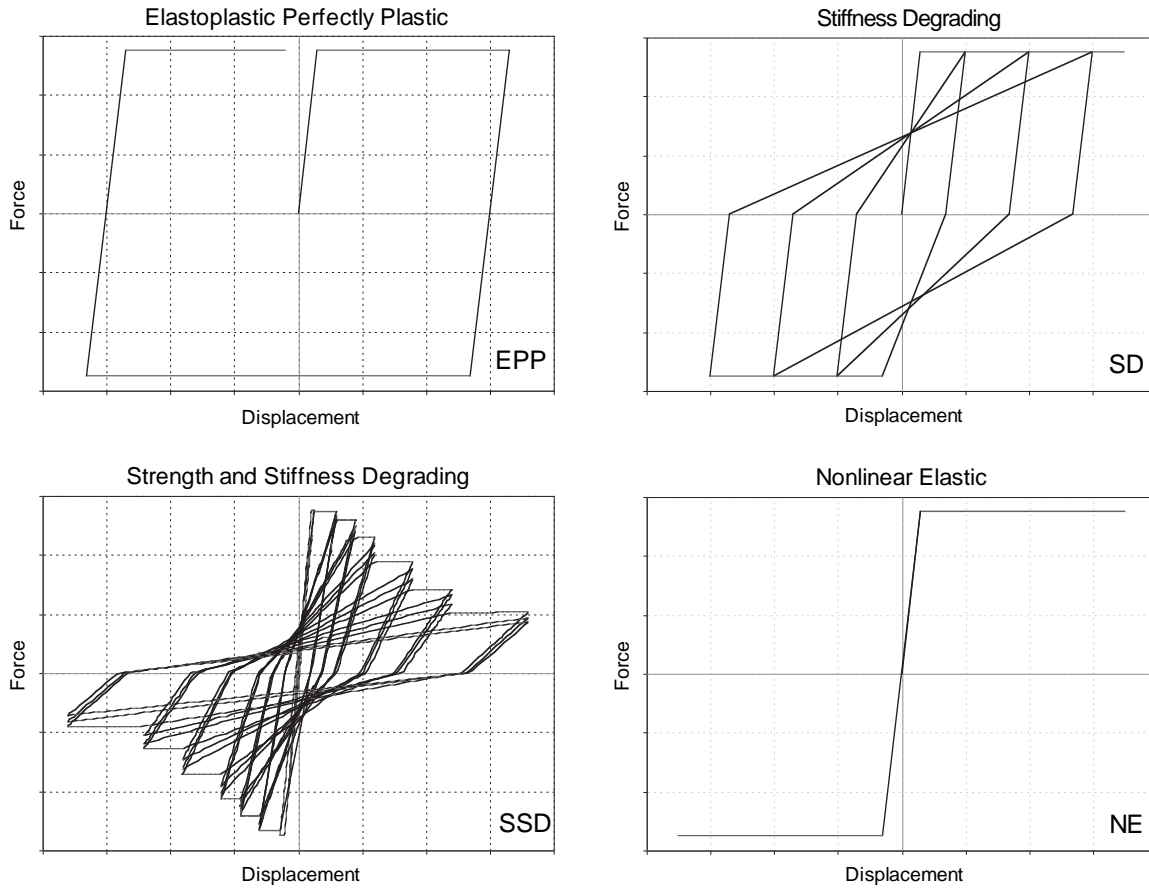 Elastoplastic Perfectly Plastic
Force
EPP
Displacement
Stiffness Degrading
Force
SD
Displacement
Strength and Stiffness Degrading
Force
SSD
Displacement
Nonlinear Elastic
Force
NE
Displacement